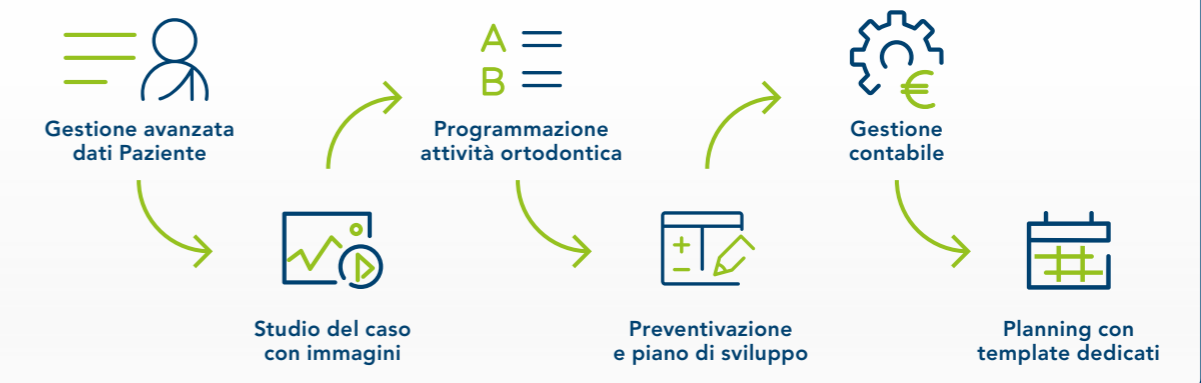 Gestione avanzata
dati Paziente
Studio del caso
con immagini
A
B
Programmazione
attività ortodontica
Preventivazione
e piano di sviluppo
€
Gestione
contabile
Planning con
template dedicati